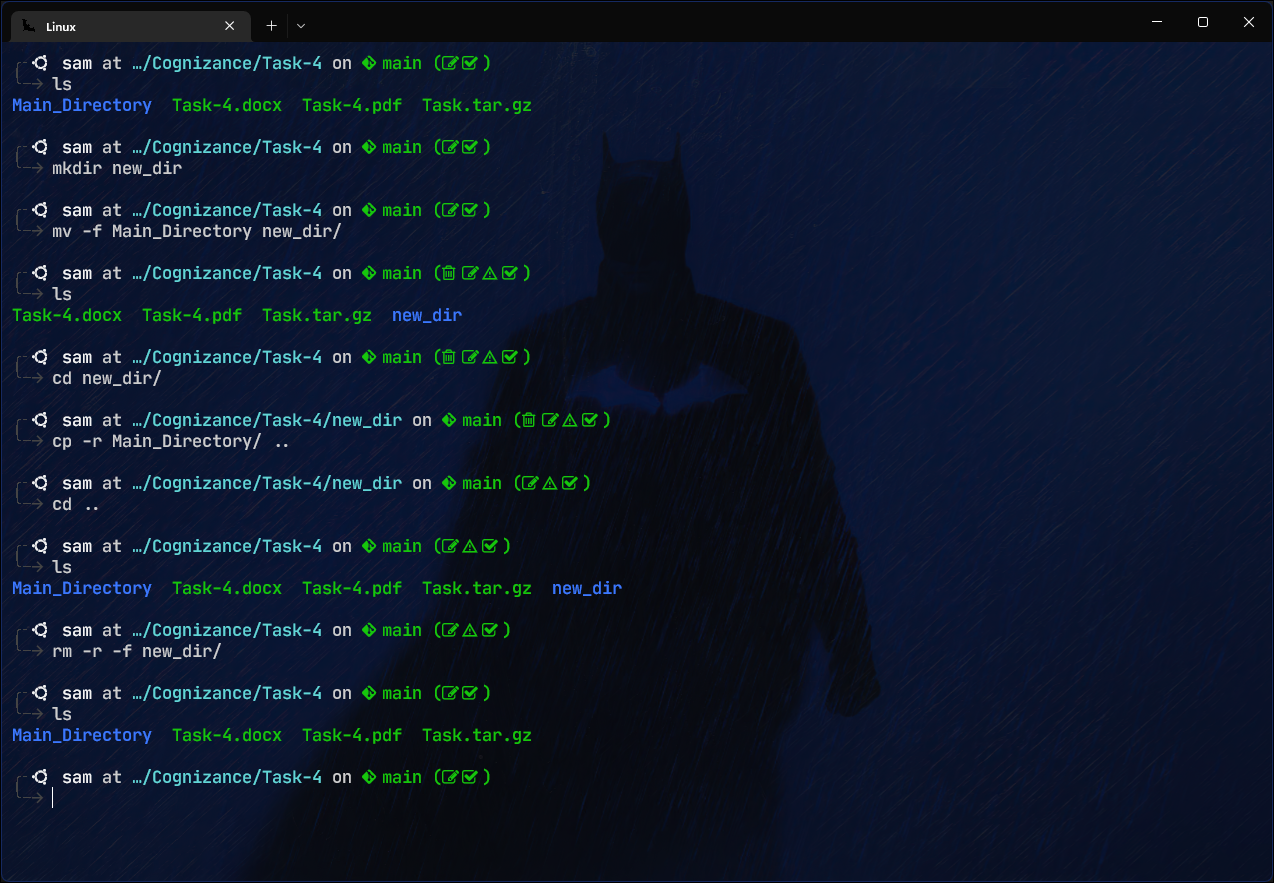 Linux
sam at …/Cognizance/Task-4 on main ( )
ls
Main_Directory Task-4.docx Task-4.pdf Task.tar.gz
sam at …/Cognizance/Task-4 on main ( )
mkdir new_dir
sam at …/Cognizance/Task-4 on main ( )
mv -f Main_Directory new_dir/
sam at …/Cognizance/Task-4 on main ( )
ls
Task-4.docx Task-4.pdf Task.tar.gz new_dir
sam at …/Cognizance/Task-4 on main ( )
cd new_dir/
sam at …/Cognizance/Task-4/new_dir on main ( )
cp -r Main_Directory/ ..
sam at …/Cognizance/Task-4/new_dir on main ( )
cd ..
sam at …/Cognizance/Task-4 on main ( )
ls
Main_Directory Task-4.docx Task-4.pdf Task.tar.gz new_dir
sam at …/Cognizance/Task-4 on main ( )
rm -r -f new_dir/
sam at …/Cognizance/Task-4 on main ( )
ls
Main_Directory Task-4.docx Task-4.pdf Task.tar.gz
sam at …/Cognizance/Task-4 on main ( )